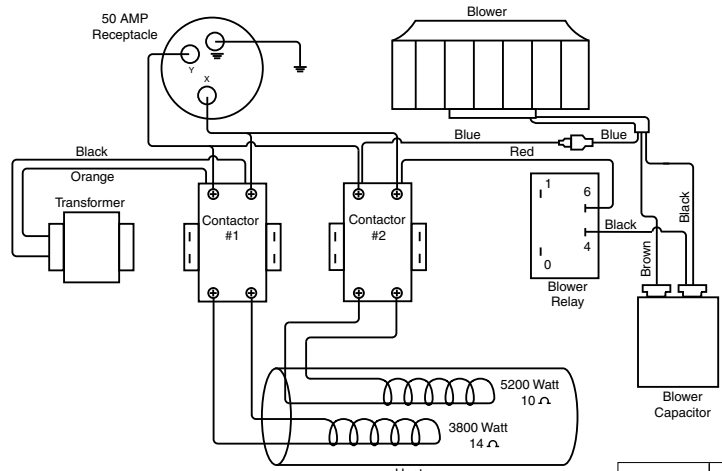 50 AMP
Receptacle
Blower
Y
X
Blue
Blue
Red
Black
Orange
Transformer
Contactor
#1
Contactor
#2
1
6
4
0
Black
Blower
Relay
Brown
Black
Blower
Capacitor
5200 Watt
10 Ω
3800 Watt
14 Ω